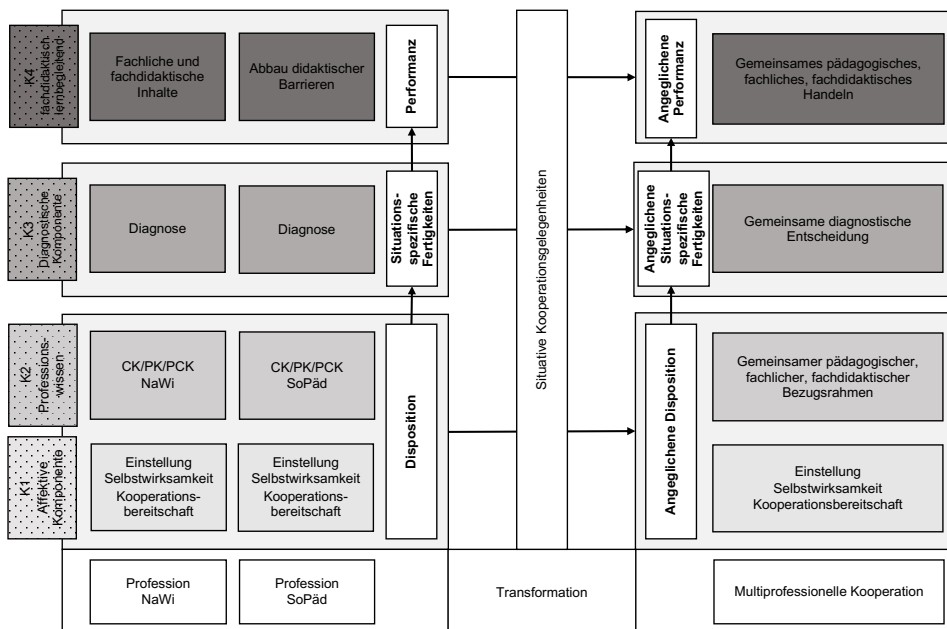 K4
fachdidaktisch
lernbegleitend
Fachliche und
fachdidaktische
Inhalte
Abbau didaktischer
Barrieren
Performanz
Angeglichene
Performanz
Gemeinsames pädagogisches,
fachliches, fachdidaktisches
Handeln
K3
Diagnostische
Komponente
Diagnose
Diagnose
Situations-
spezifische
Fertigkeiten
Situative Kooperationsgelegenheiten
Angeglichene
Situations-
spezifische
Fertigkeiten
Gemeinsame diagnostische
Entscheidung
K2
Professions-
wissen
CK/PK/PCK
NaWi
CK/PK/PCK
SoPäd
Disposition
Angeglichene Disposition
Gemeinsamer pädagogischer,
fachlicher, fachdidaktischer
Bezugsrahmen
K1
Affektive
Komponente
Einstellung
Selbstwirksamkeit
Kooperations-
bereitschaft
Einstellung
Selbstwirksamkeit
Kooperations-
bereitschaft
Einstellung
Selbstwirksamkeit
Kooperationsbereitschaft
Profession
NaWi
Profession
SoPäd
Transformation
Multiprofessionelle Kooperation